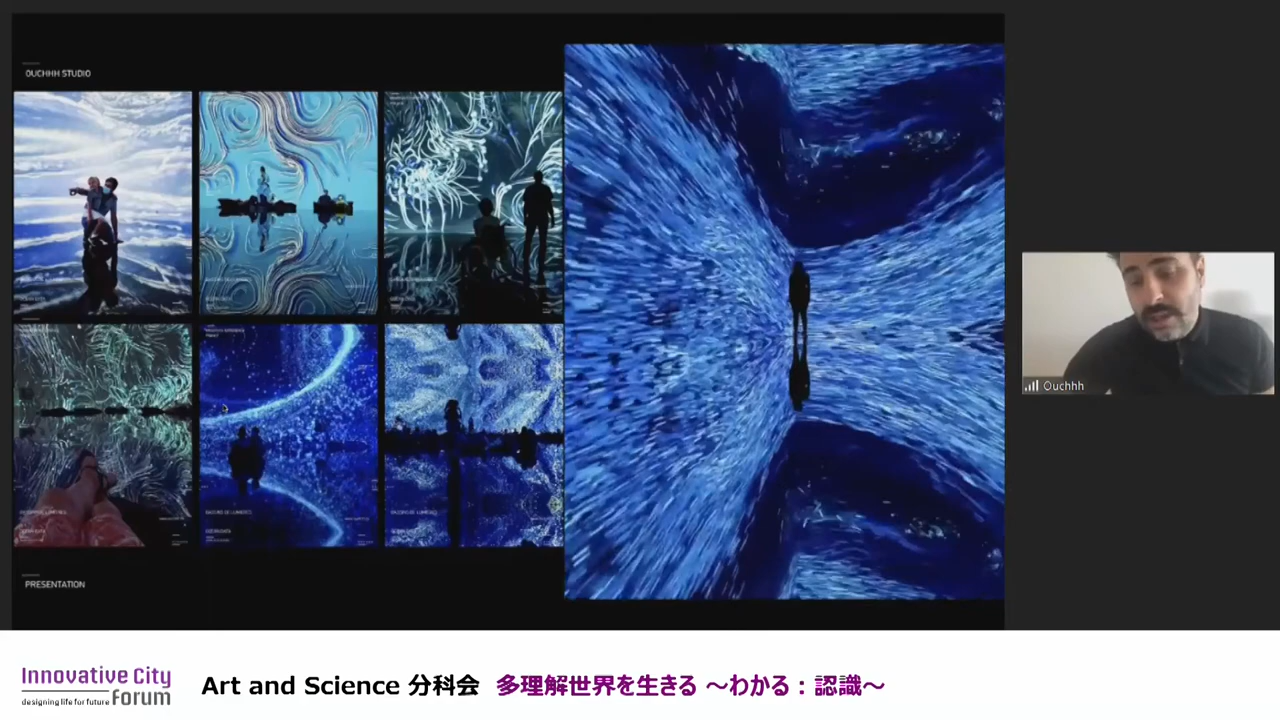 OUCHHH STUDIO
PRESENTATION
Ouchhh
Innovative City
designing life for future Forum
Art and Science 分科会 多理解世界を生きる ～わかる：認識～